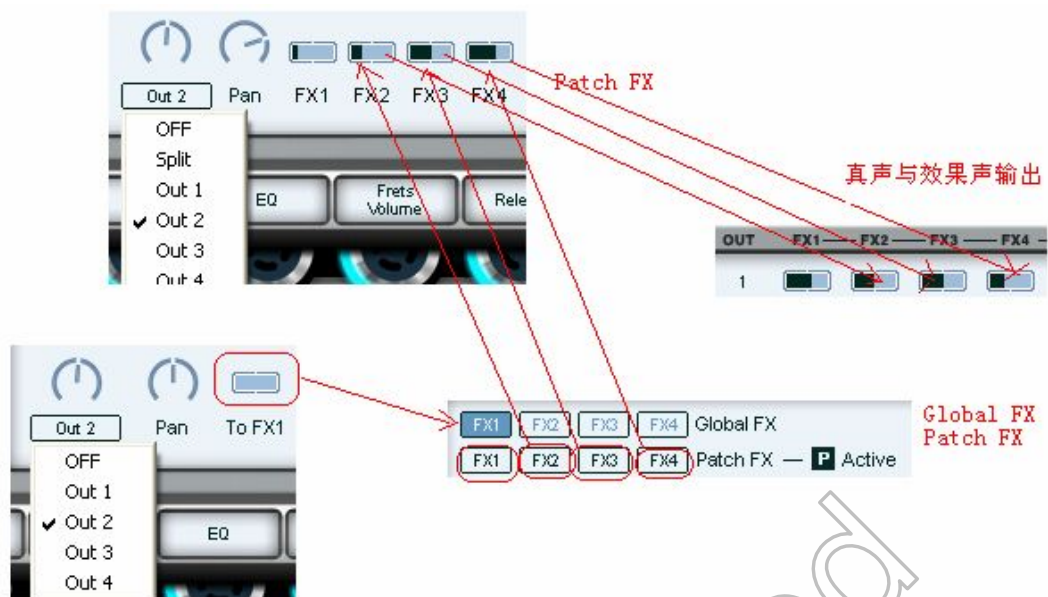 Out 2 Pan FX1 FX2 FX3 FX4
Patch FX
OFF
Split
Out 1
✓ Out 2
Out 3
Out 4
EQ
Frets Volume
真声与效果声输出
OUT FX1 FX2 FX3 FX4
1
Out 2 Pan To FX1
OFF
Out 1
✓ Out 2
Out 3
Out 4
EQ
FX1 FX2 FX3 FX4 Global FX
FX1 FX2 FX3 FX4 Patch FX — P Active
Global FX
Patch FX